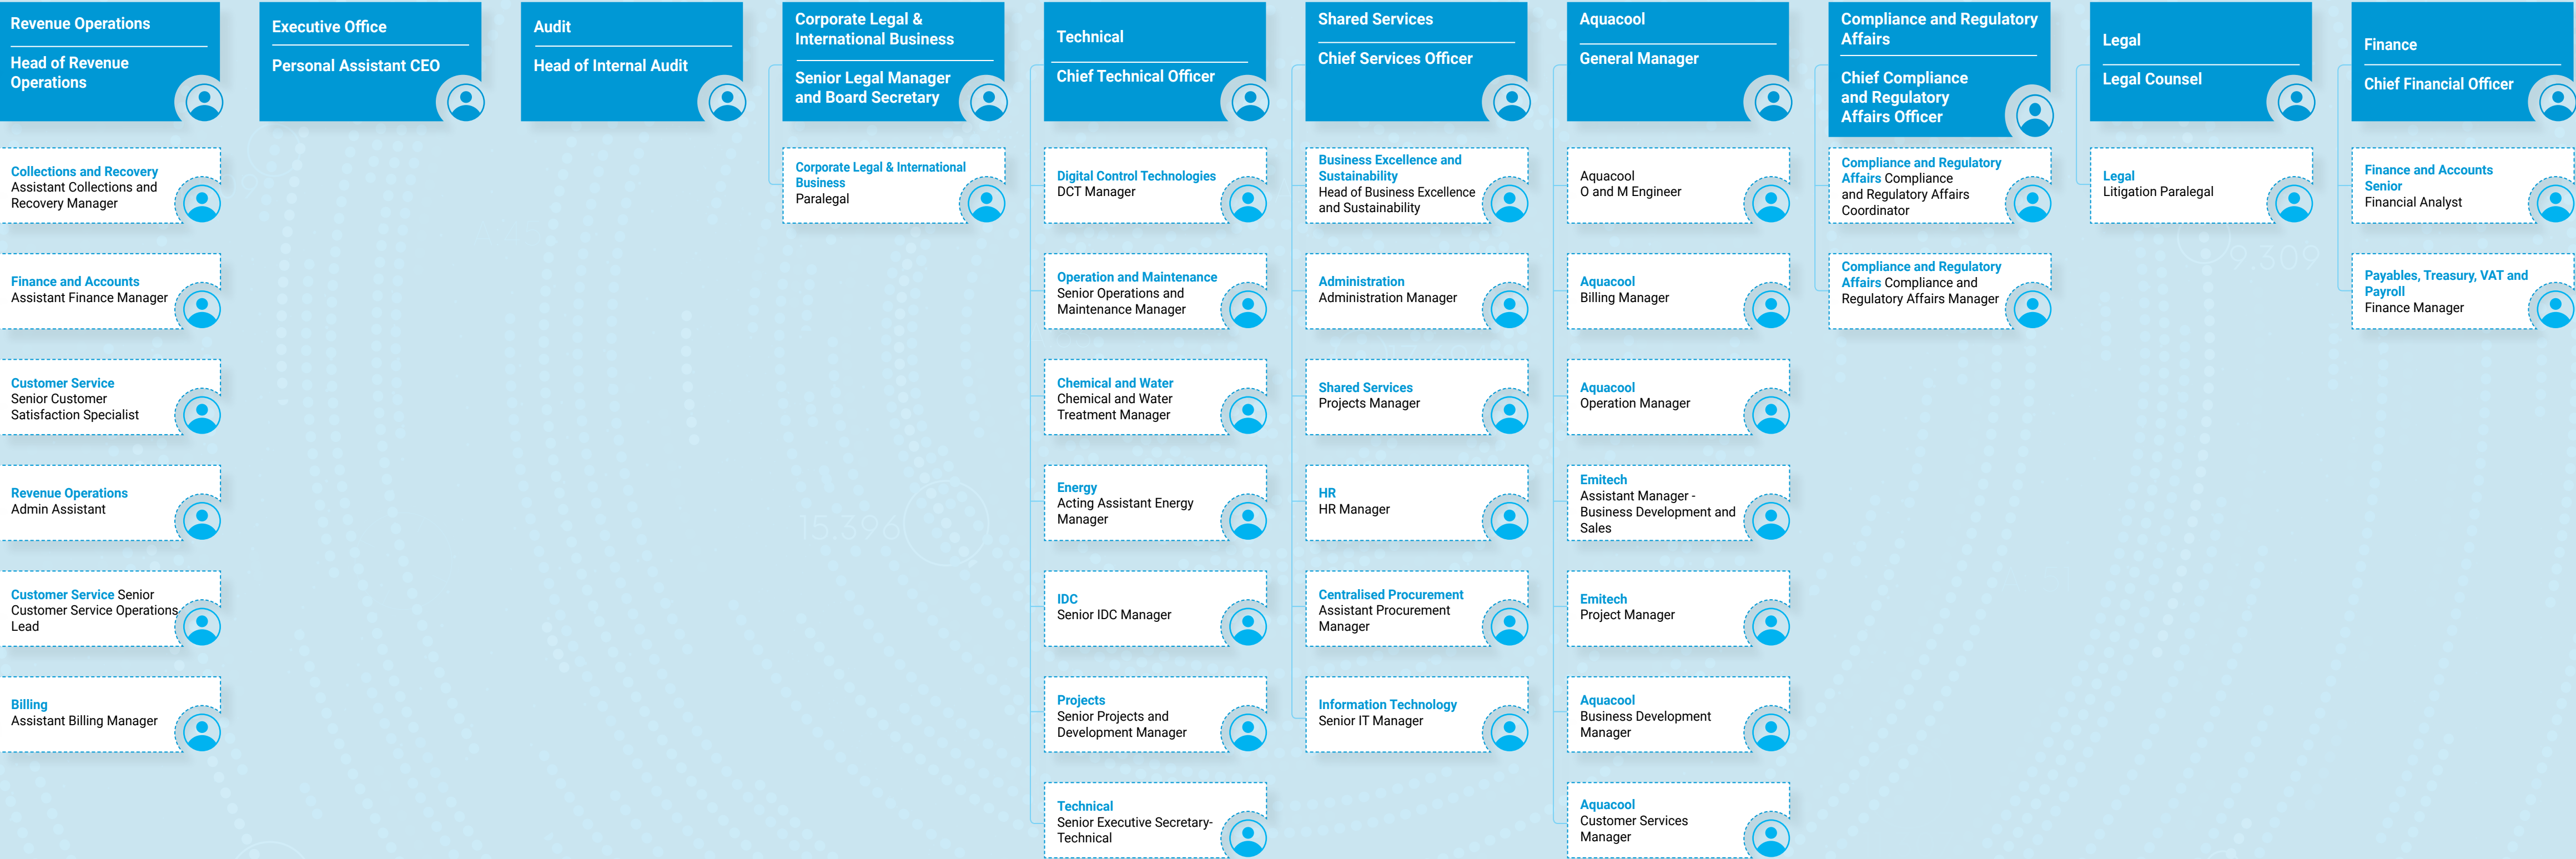 Revenue Operations
Head of Revenue
Operations
Collections and Recovery
Assistant Collections and
Recovery Manager
Finance and Accounts
Assistant Finance Manager
Customer Service
Senior Customer
Satisfaction Specialist
Revenue Operations
Admin Assistant
Customer Service Senior
Customer Service Operations
Lead
Billing
Assistant Billing Manager
Executive Office
Personal Assistant CEO
Audit
Head of Internal Audit
Corporate Legal &
International Business
Senior Legal Manager
and Board Secretary
Corporate Legal & International
Business
Paralegal
15.396
Technical
Chief Technical Officer
Digital Control Technologies
DCT Manager
Operation and Maintenance
Senior Operations and
Maintenance Manager
Chemical and Water
Chemical and Water
Treatment Manager
Energy
Acting Assistant Energy
Manager
IDC
Senior IDC Manager
Projects
Senior Projects and
Development Manager
Technical
Senior Executive Secretary-
Technical
Shared Services
Chief Services Officer
Business Excellence and
Sustainability
Head of Business Excellence
and Sustainability
Administration
Administration Manager
Shared Services
Projects Manager
HR
HR Manager
Centralised Procurement
Assistant Procurement
Manager
Information Technology
Senior IT Manager
Aquacool
General Manager
Aquacool
O and M Engineer
Aquacool
Billing Manager
Aquacool
Operation Manager
Emitech
Assistant Manager -
Business Development and
Sales
Emitech
Project Manager
Aquacool
Business Development
Manager
Aquacool
Customer Services
Manager
Compliance and Regulatory
Affairs
Chief Compliance
and Regulatory
Affairs Officer
Compliance and Regulatory
Affairs Compliance
and Regulatory Affairs
Coordinator
Compliance and Regulatory
Affairs Compliance and
Regulatory Affairs Manager
Legal
Legal Counsel
Legal
Litigation Paralegal
9.309
Finance
Chief Financial Officer
Finance and Accounts
Senior
Financial Analyst
Payables, Treasury, VAT and
Payroll
Finance Manager